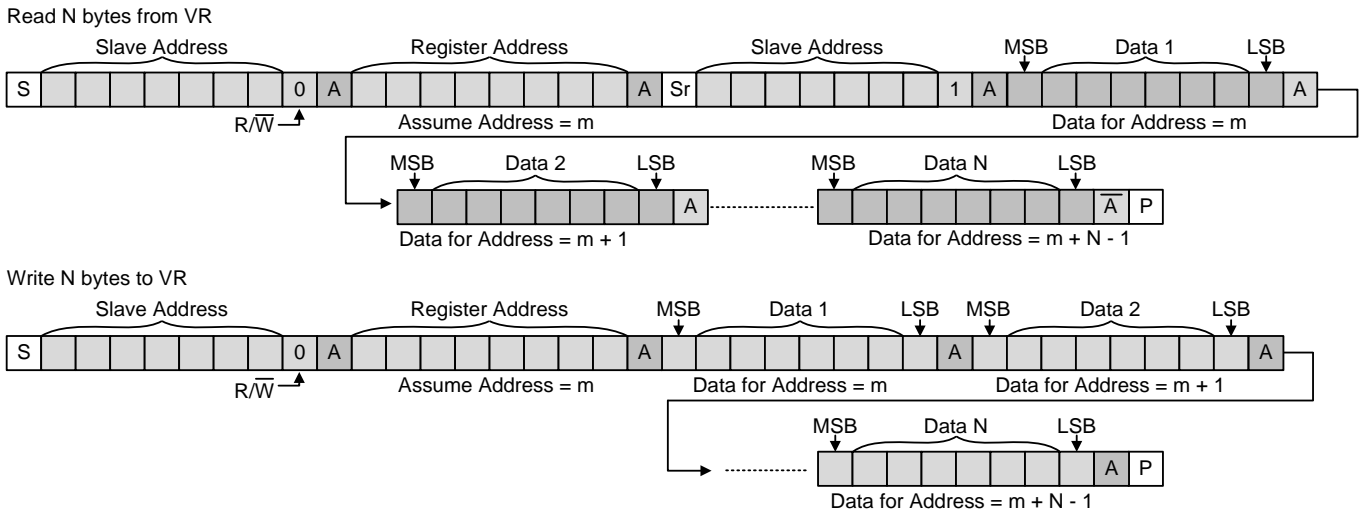 Read N bytes from VR
Slave Address Register Address Slave Address MSB Data 1 LSB
S 0 A A Sr 1 A A
R/W̅ Assume Address = m Data for Address = m
MSB Data 2 LSB MSB Data N LSB
A A̅ P
Data for Address = m + 1 Data for Address = m + N - 1
Write N bytes to VR
Slave Address Register Address MSB Data 1 LSB MSB Data 2 LSB
S 0 A A A A
R/W̅ Assume Address = m Data for Address = m Data for Address = m + 1
MSB Data N LSB
A P
Data for Address = m + N - 1